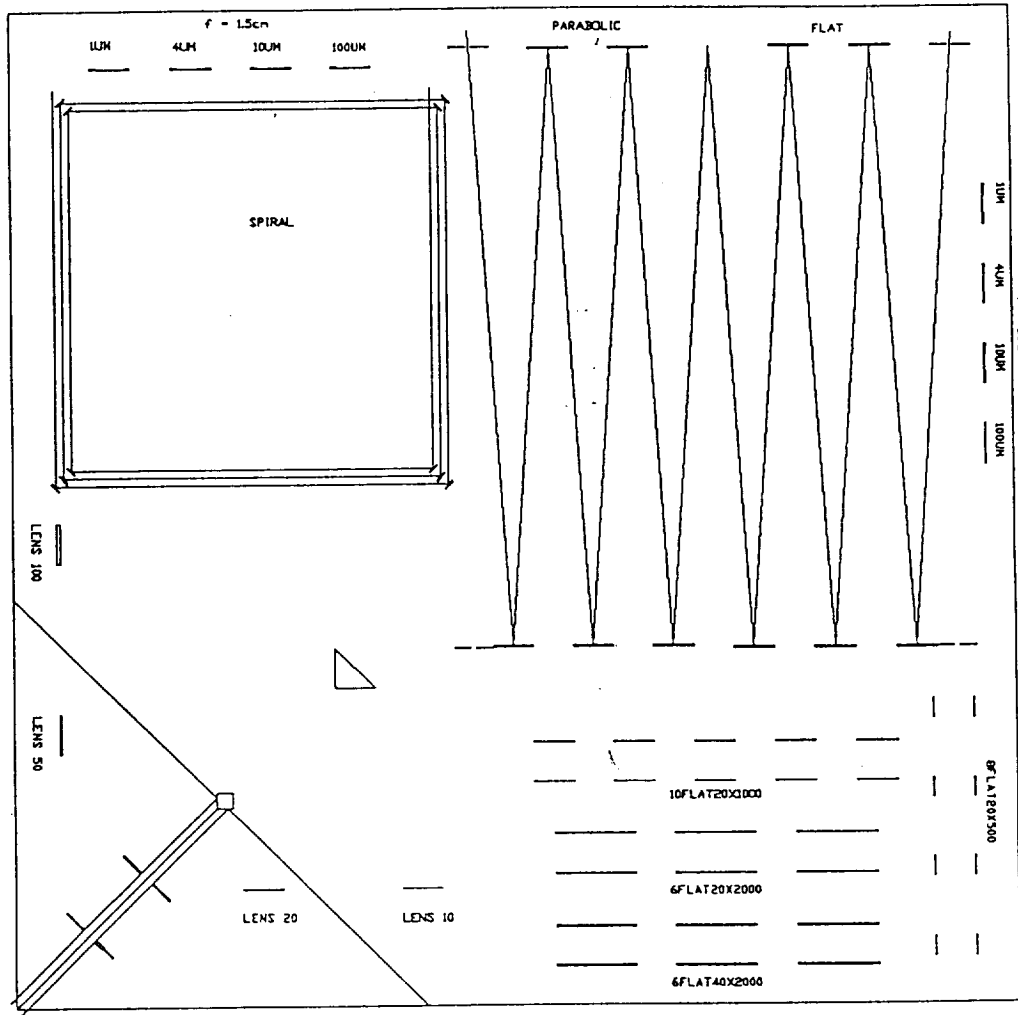 f = 1.5cm
1UM 4UM 10UM 100UM
PARABOLIC FLAT
SPIRAL
1UM
4UM
10UM
100UM
LENS 100
LENS 50
LENS 20
LENS 10
10FLAT20X1000
8FLAT20X500
6FLAT20X2000
6FLAT40X2000